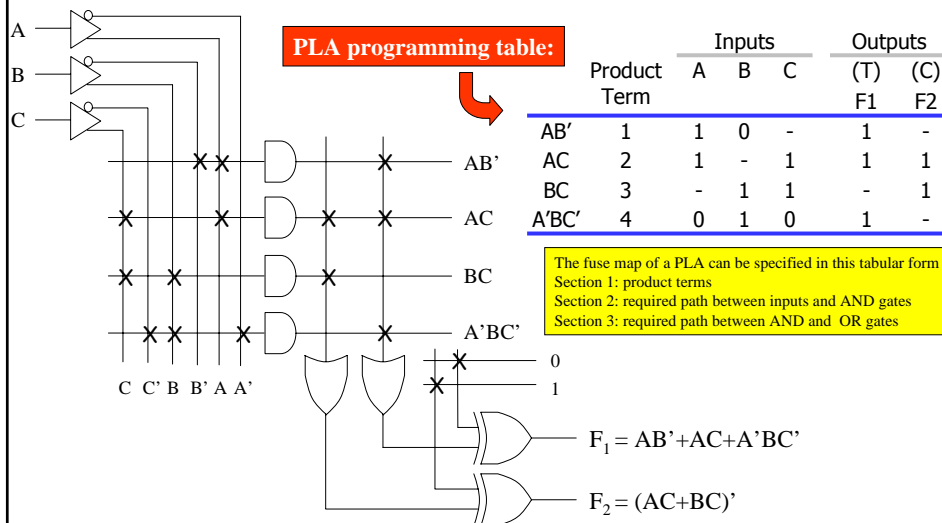 A
B
C
PLA programming table:
Inputs Outputs
Product Term A B C (T) F1 (C) F2
AB' 1 1 0 - 1 -
AC 2 1 - 1 1 1
BC 3 - 1 1 - 1
A'BC' 4 0 1 0 1 -
The fuse map of a PLA can be specified in this tabular form
Section 1: product terms
Section 2: required path between inputs and AND gates
Section 3: required path between AND and OR gates
AB’
AC
BC
A’BC’
C C’ B B’ A A’
0
1
F1 = AB’+AC+A’BC’
F2 = (AC+BC)’